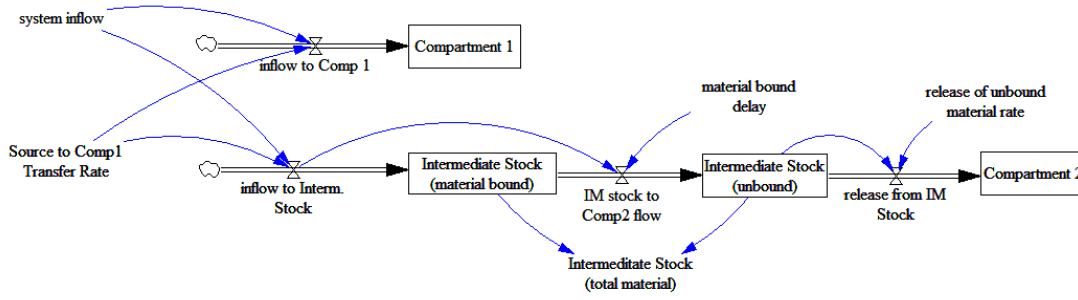 system inflow
Compartment 1
inflow to Comp 1
material bound
delay
release of unbound
material rate
Source to Comp1
Transfer Rate
Intermediate Stock
(material bound)
Intermediate Stock
(unbound)
Compartment 2
inflow to Interm.
Stock
IM stock to
Comp2 flow
release from IM
Stock
Intermeditate Stock
(total material)